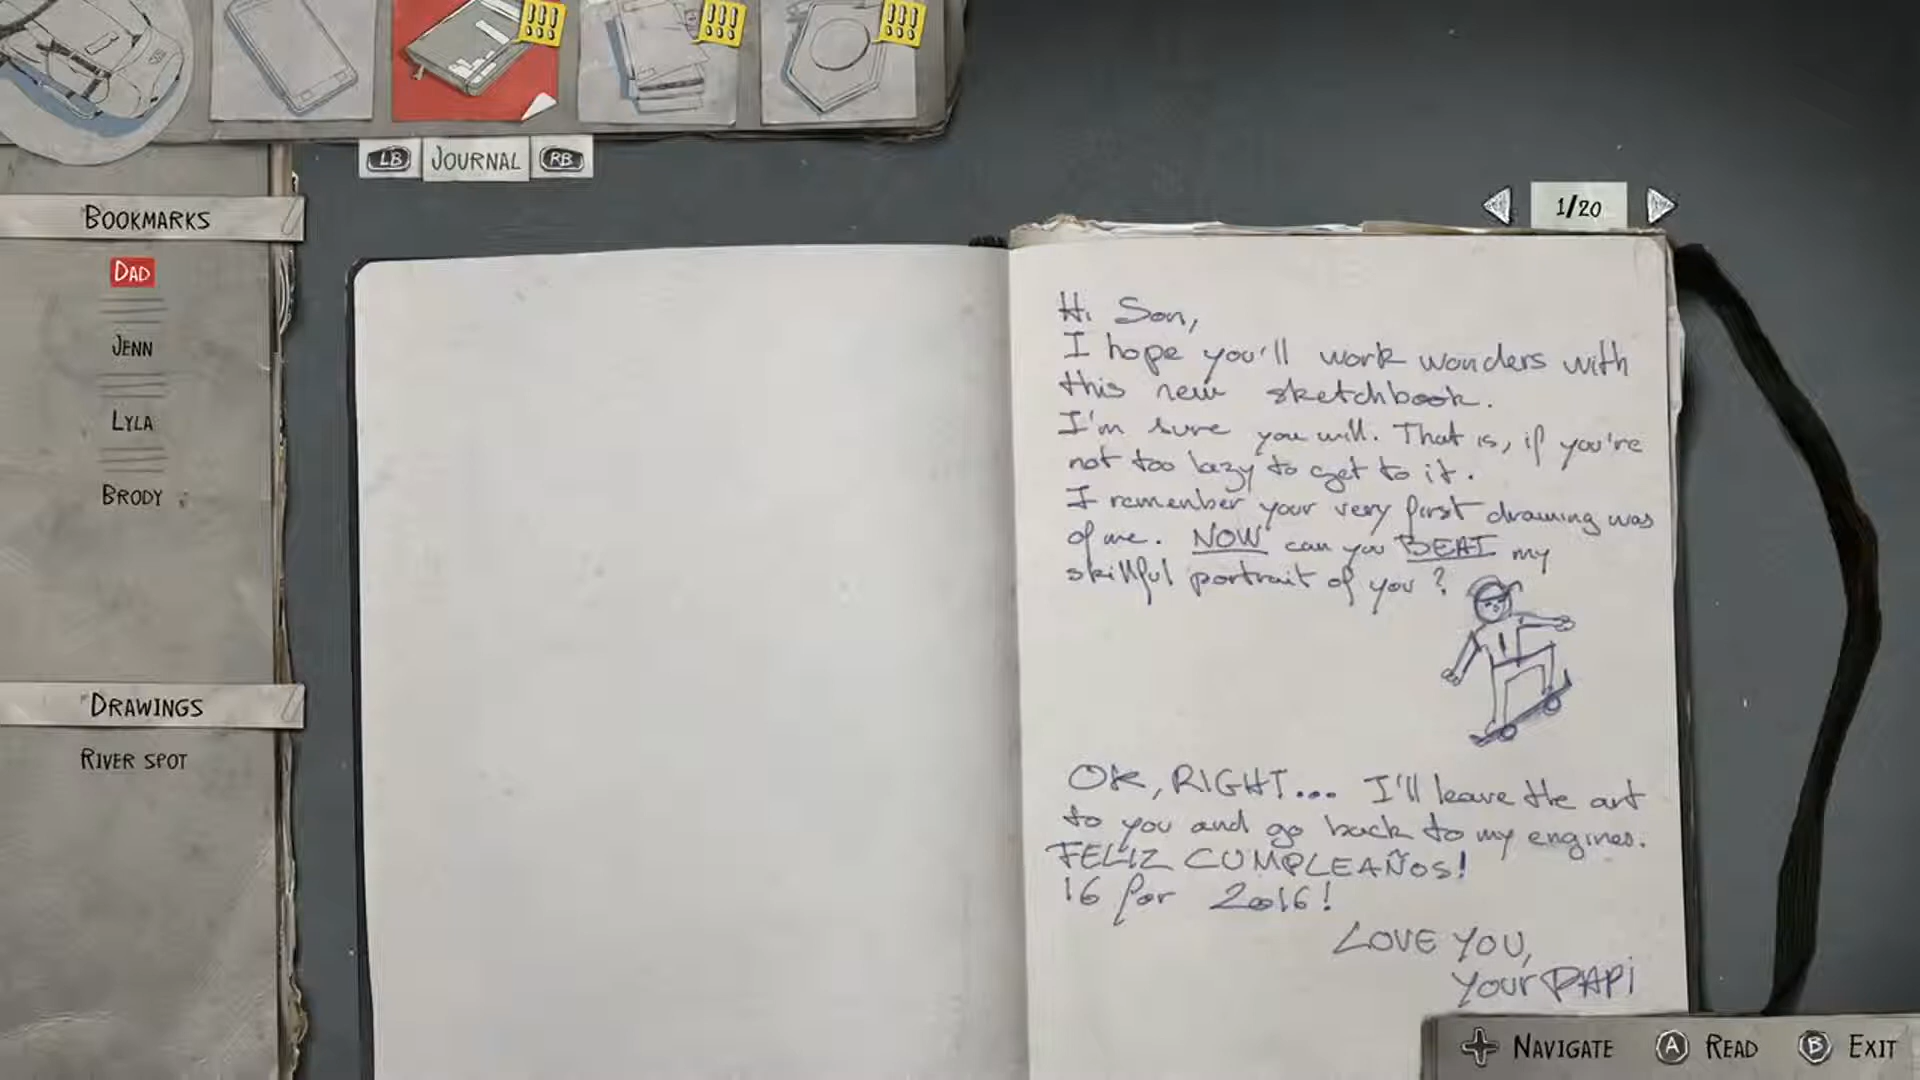 LB JOURNAL RB
BOOKMARKS
DAD
JENN
LYLA
BRODY
DRAWINGS
RIVER SPOT
1/20
Hi Son,
I hope you'll work wonders with
this new sketchbook.
I'm sure you will. That is, if you're
not too lazy to get to it.
I remember your very first drawing was
of me. NOW can you BEAT my
skillful portrait of you?
OK, RIGHT... I'll leave the art
to you and go back to my engines.
FELIZ CUMPLEAÑOS!
16 for 2016!
LOVE YOU,
Your PAPi
NAVIGATE A READ B EXIT